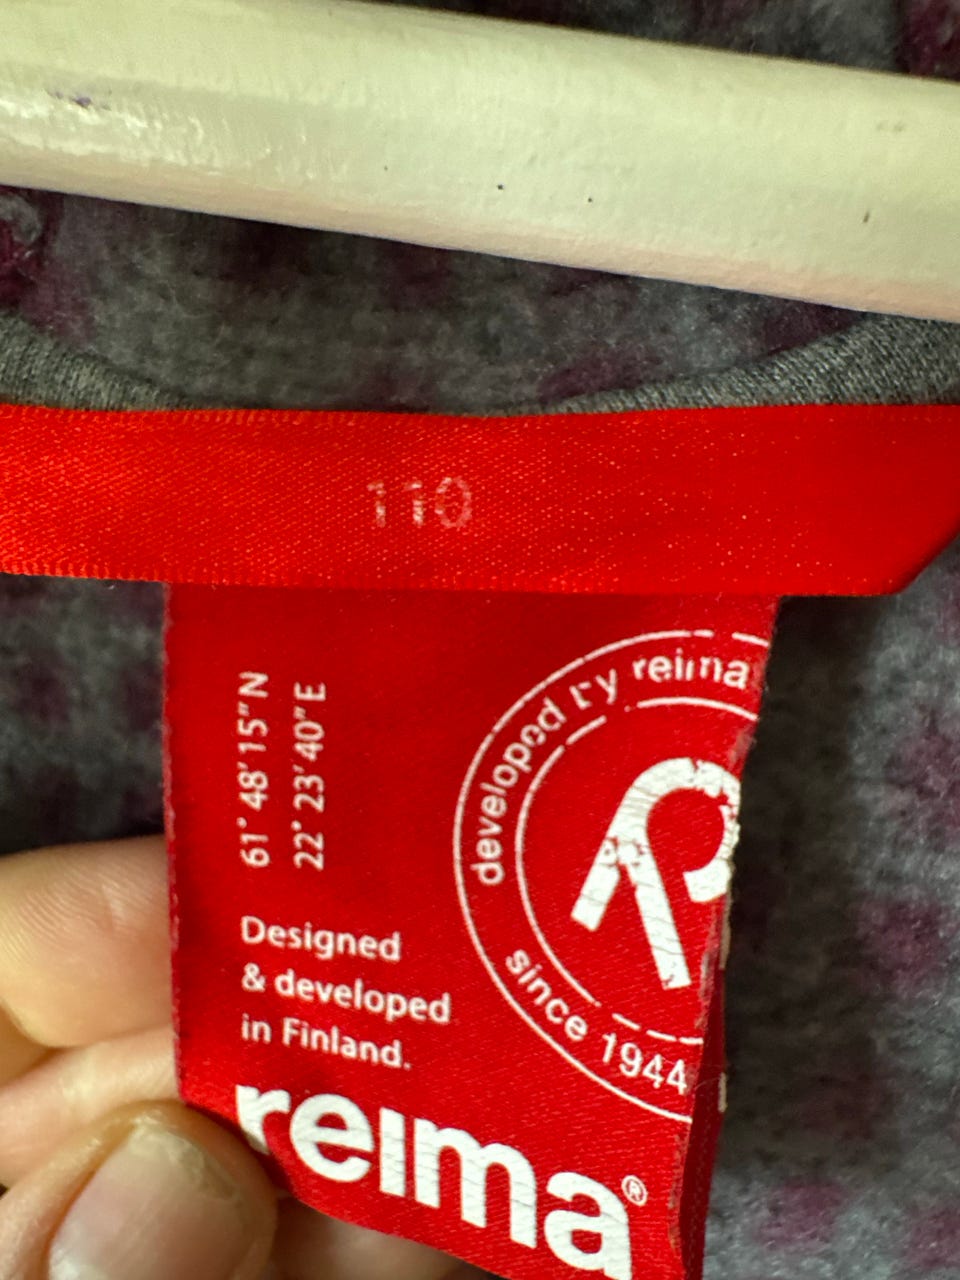 110
61° 48' 15" N
22° 23' 40" E
developed by reima
since 1944
Designed
& developed
in Finland.
reima®